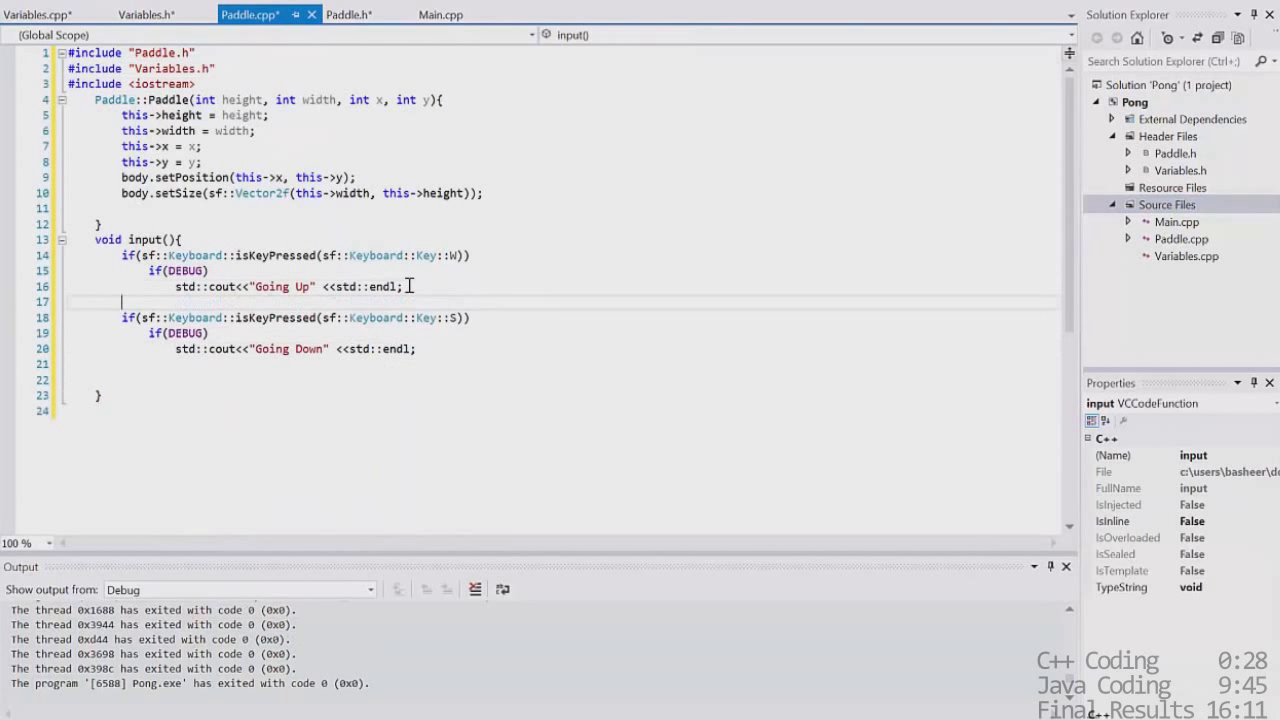 Variables.cpp* Variables.h* Paddle.cpp* Paddle.h* Main.cpp
(Global Scope) input()
1 #include "Paddle.h"
2 #include "Variables.h"
3 #include <iostream>
4 Paddle::Paddle(int height, int width, int x, int y){
5 this->height = height;
6 this->width = width;
7 this->x = x;
8 this->y = y;
9 body.setPosition(this->x, this->y);
10 body.setSize(sf::Vector2f(this->width, this->height));
11
12 }
13 void input(){
14 if(sf::Keyboard::isKeyPressed(sf::Keyboard::Key::W))
15 if(DEBUG)
16 std::cout<<"Going Up" <<std::endl;
17
18 if(sf::Keyboard::isKeyPressed(sf::Keyboard::Key::S))
19 if(DEBUG)
20 std::cout<<"Going Down" <<std::endl;
21
22
23 }
24
100 %
Output
Show output from: Debug
The thread 0x1688 has exited with code 0 (0x0).
The thread 0x3944 has exited with code 0 (0x0).
The thread 0xd44 has exited with code 0 (0x0).
The thread 0x3698 has exited with code 0 (0x0).
The thread 0x398c has exited with code 0 (0x0).
The program '[6588] Pong.exe' has exited with code 0 (0x0).
Solution Explorer
Search Solution Explorer (Ctrl+;)
Solution 'Pong' (1 project)
Pong
External Dependencies
Header Files
Paddle.h
Variables.h
Resource Files
Source Files
Main.cpp
Paddle.cpp
Variables.cpp
Properties
input VCCodeFunction
C++
(Name) input
File c:\users\basheer\do
FullName input
IsInjected False
IsInline False
IsOverloaded False
IsSealed False
IsTemplate False
TypeString void
C++ Coding 0:28
Java Coding 9:45
Final Results 16:11
C++